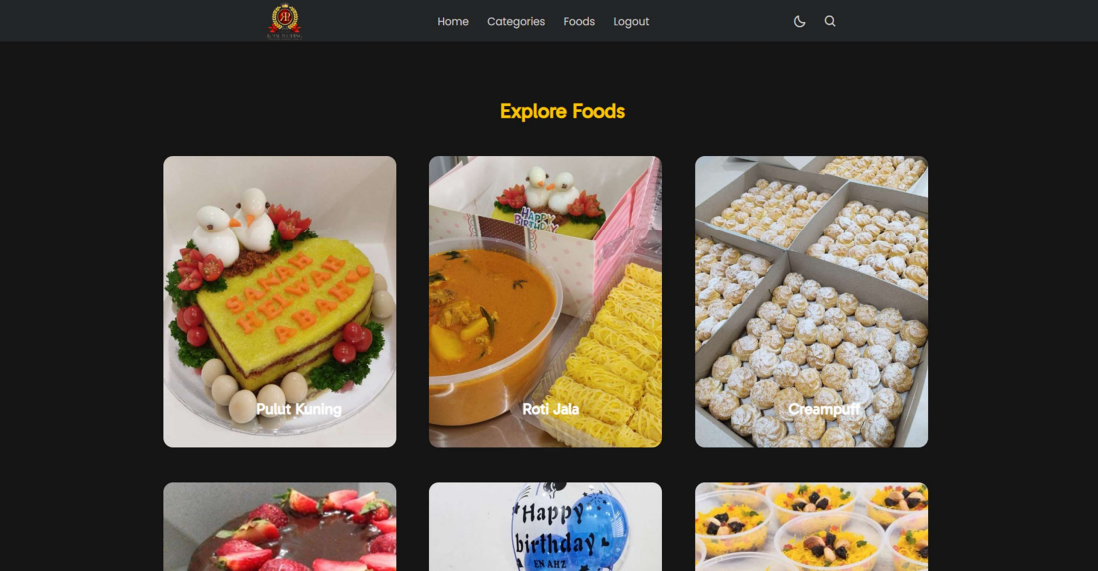 Home
Categories
Foods
Logout
Explore Foods
SANAH
HELWAH
ABAH
Pulut Kuning
HAPPY
BIRTHDAY
Roti Jala
Creampuff
Happy
birthday
EN AHZ